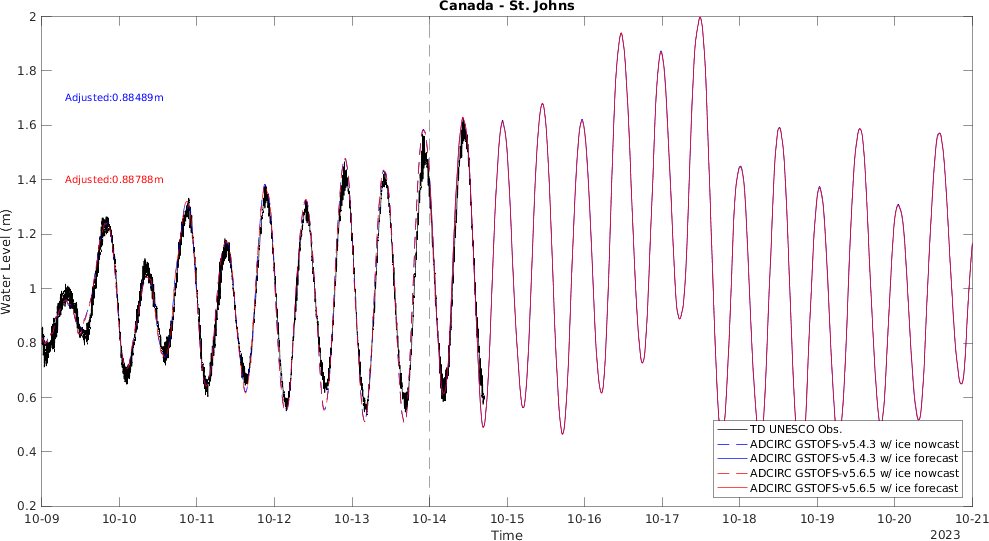 Canada - St. Johns
2
1.8
1.6
1.4
1.2
1
0.8
0.6
0.4
0.2
Water Level (m)
Adjusted:0.88489m
Adjusted:0.88788m
TD UNESCO Obs.
ADCIRC GSTOFS-v5.4.3 w/ ice nowcast
ADCIRC GSTOFS-v5.4.3 w/ ice forecast
ADCIRC GSTOFS-v5.6.5 w/ ice nowcast
ADCIRC GSTOFS-v5.6.5 w/ ice forecast
10-09 10-10 10-11 10-12 10-13 10-14 10-15 10-16 10-17 10-18 10-19 10-20 10-21
Time
2023